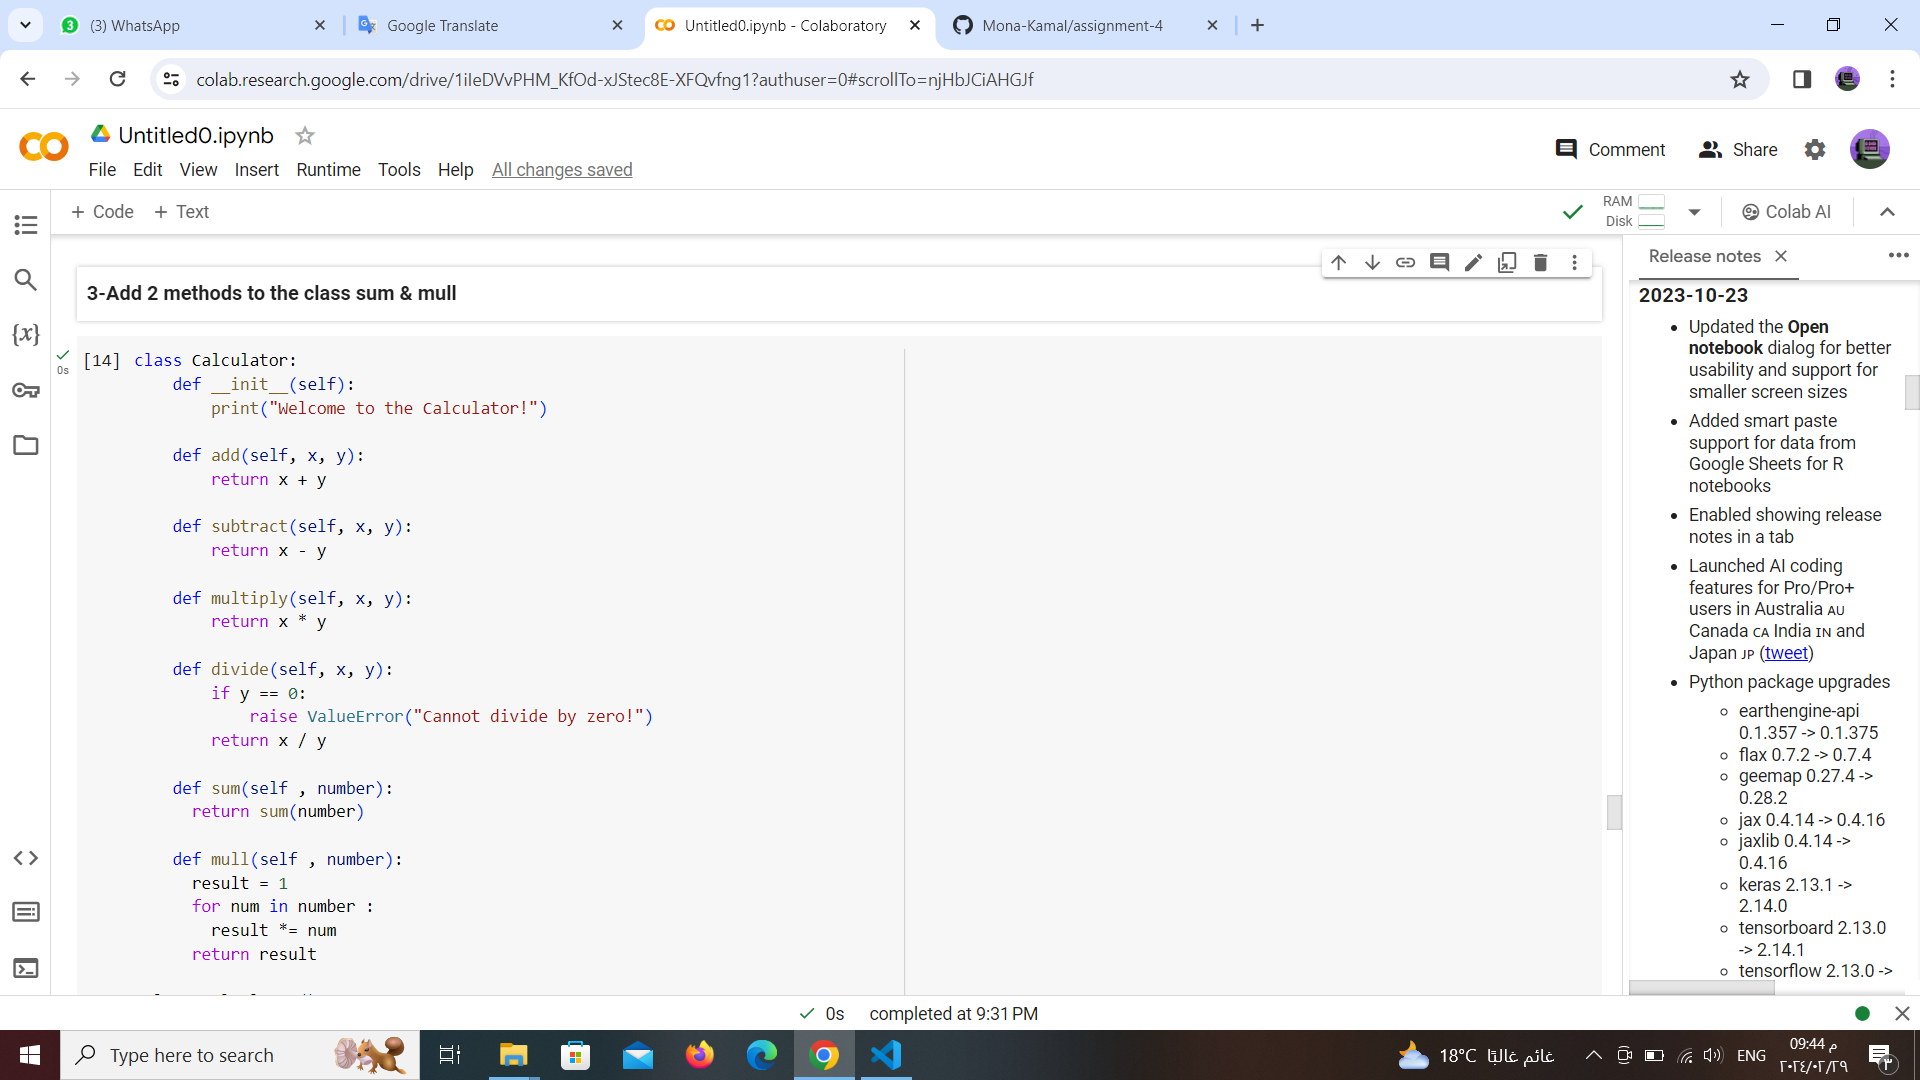 (3) WhatsApp
Google Translate
Untitled0.ipynb - Colaboratory
Mona-Kamal/assignment-4
colab.research.google.com/drive/1iIeDVvPHM_KfOd-xJStec8E-XFQvfng1?authuser=0#scrollTo=njHbJCiAHGJf
Untitled0.ipynb
File Edit View Insert Runtime Tools Help All changes saved
Comment
Share
+ Code + Text
RAM
Disk
Colab AI
3-Add 2 methods to the class sum & mull
[14] class Calculator:
0s
def __init__(self):
print("Welcome to the Calculator!")
def add(self, x, y):
return x + y
def subtract(self, x, y):
return x - y
def multiply(self, x, y):
return x * y
def divide(self, x, y):
if y == 0:
raise ValueError("Cannot divide by zero!")
return x / y
def sum(self , number):
return sum(number)
def mull(self , number):
result = 1
for num in number :
result *= num
return result
Release notes
2023-10-23
Updated the Open
notebook dialog for better
usability and support for
smaller screen sizes
Added smart paste
support for data from
Google Sheets for R
notebooks
Enabled showing release
notes in a tab
Launched AI coding
features for Pro/Pro+
users in Australia AU
Canada CA India IN and
Japan JP (tweet)
Python package upgrades
earthengine-api
0.1.357 -> 0.1.375
flax 0.7.2 -> 0.7.4
geemap 0.27.4 ->
0.28.2
jax 0.4.14 -> 0.4.16
jaxlib 0.4.14 ->
0.4.16
keras 2.13.1 ->
2.14.0
tensorboard 2.13.0
-> 2.14.1
tensorflow 2.13.0 ->
0s completed at 9:31 PM
Type here to search
18°C غائم غالبًا
ENG
09:44 م
٢٠٢٤/٠٢/٢٩
٣